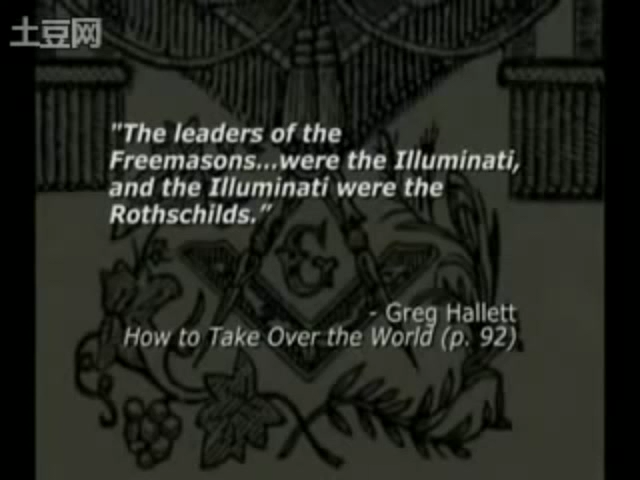 土豆网
"The leaders of the
Freemasons...were the Illuminati,
and the Illuminati were the
Rothschilds.”
G
- Greg Hallett
How to Take Over the World (p. 92)